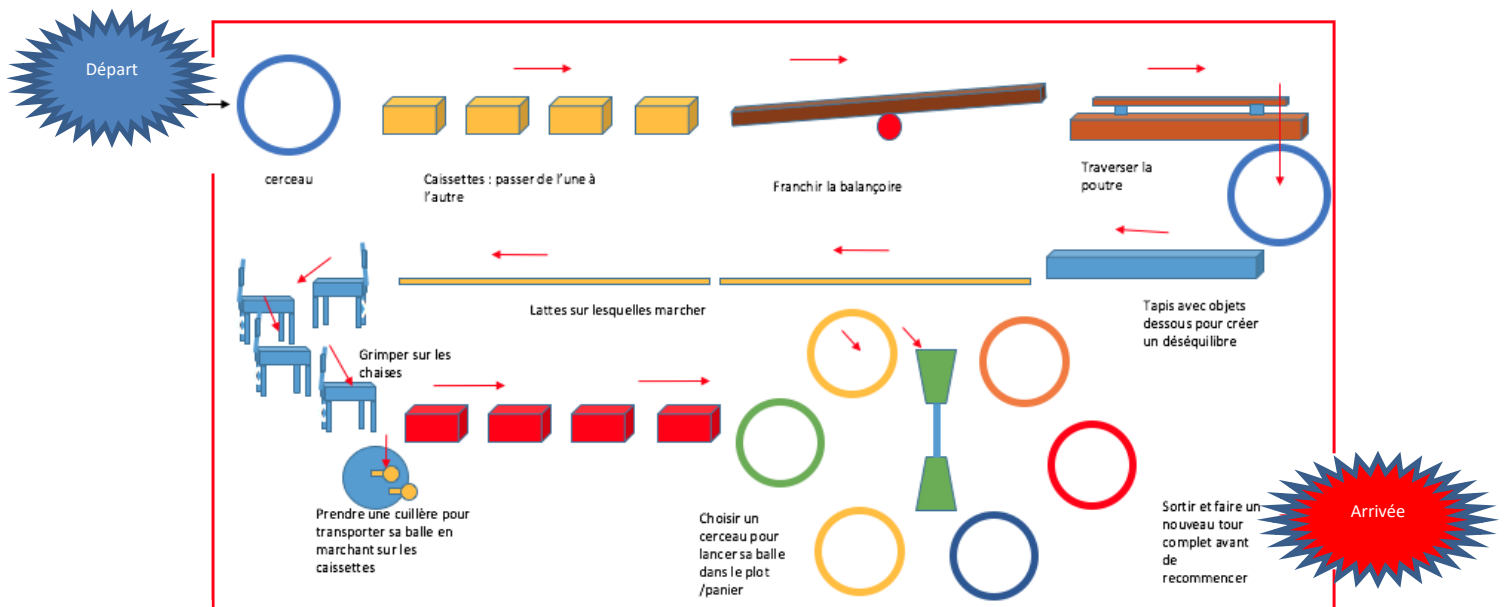 Départ
cerceau
Caissettes : passer de l'une à
l'autre
Franchir la balançoire
Traverser la
poutre
Lattes sur lesquelles marcher
Tapis avec objets
dessous pour créer
un déséquilibre
Grimper sur les
chaises
Prendre une cuillère pour
transporter sa balle en
marchant sur les
caissettes
Choisir un
cerceau pour
lancer sa balle
dans le plot
/panier
Sortir et faire un
nouveau tour
complet avant
de
recommencer
Arrivée